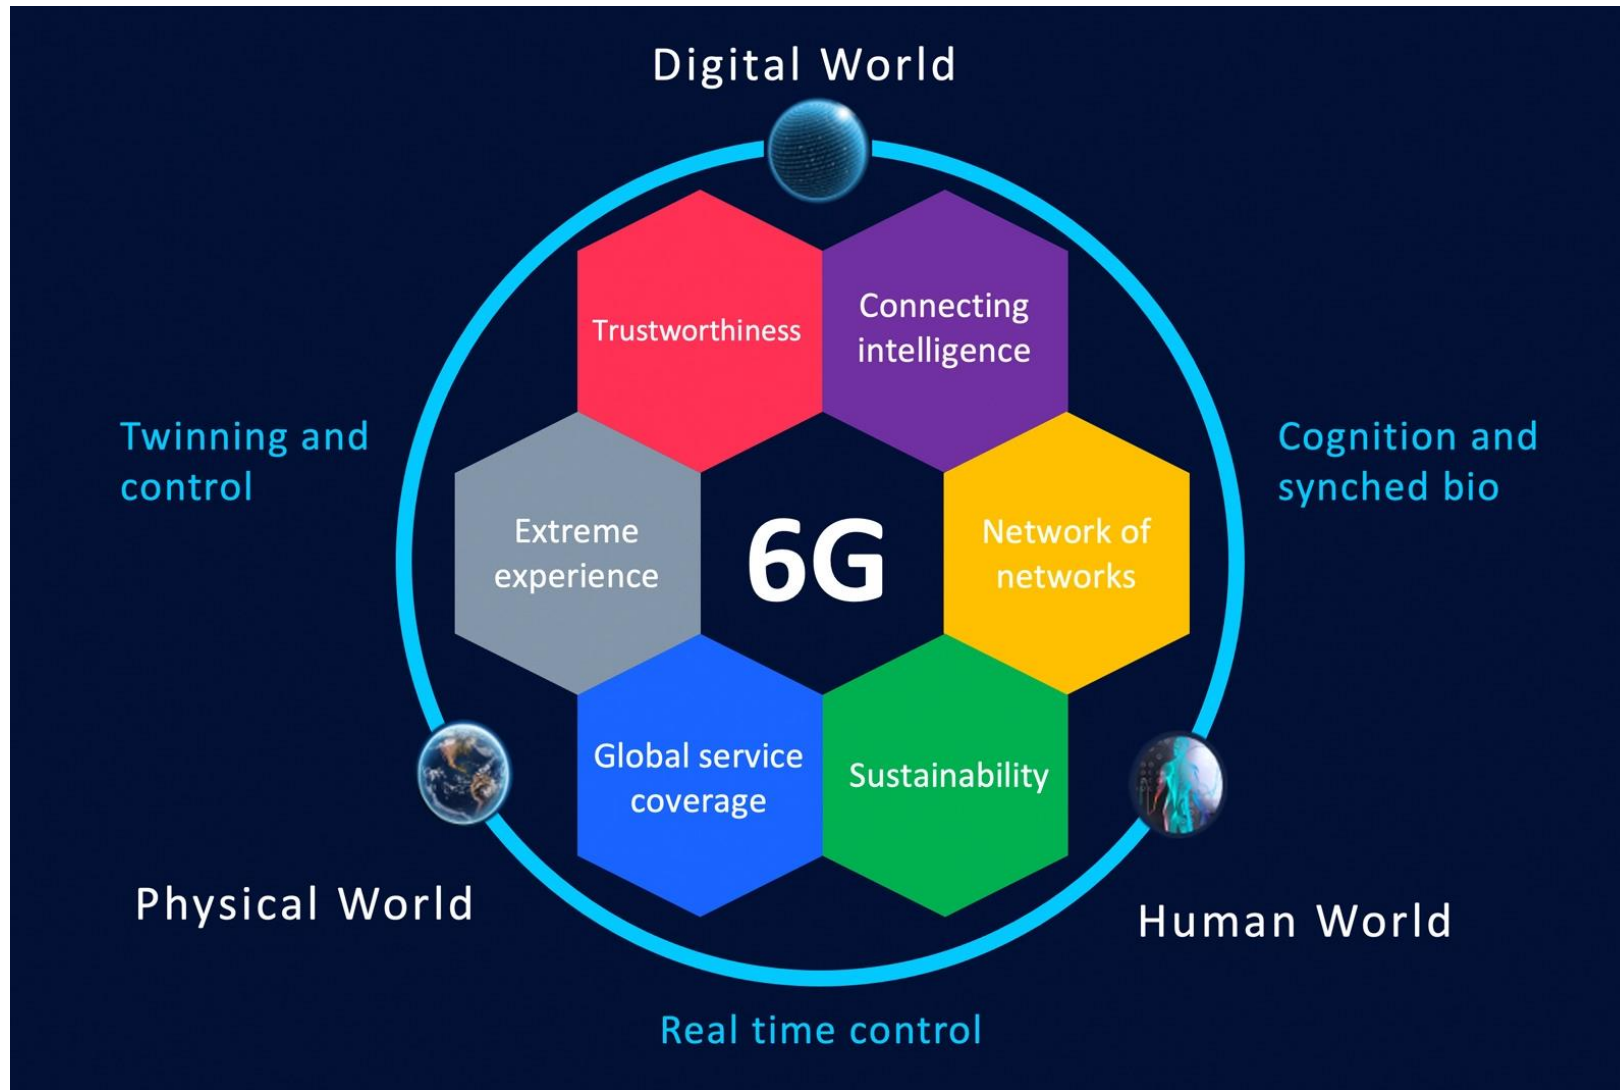 Digital World
Trustworthiness
Connecting
intelligence
Twinning and
control
Cognition and
synched bio
Extreme
experience
6G
Network of
networks
Global service
coverage
Sustainability
Physical World
Human World
Real time control